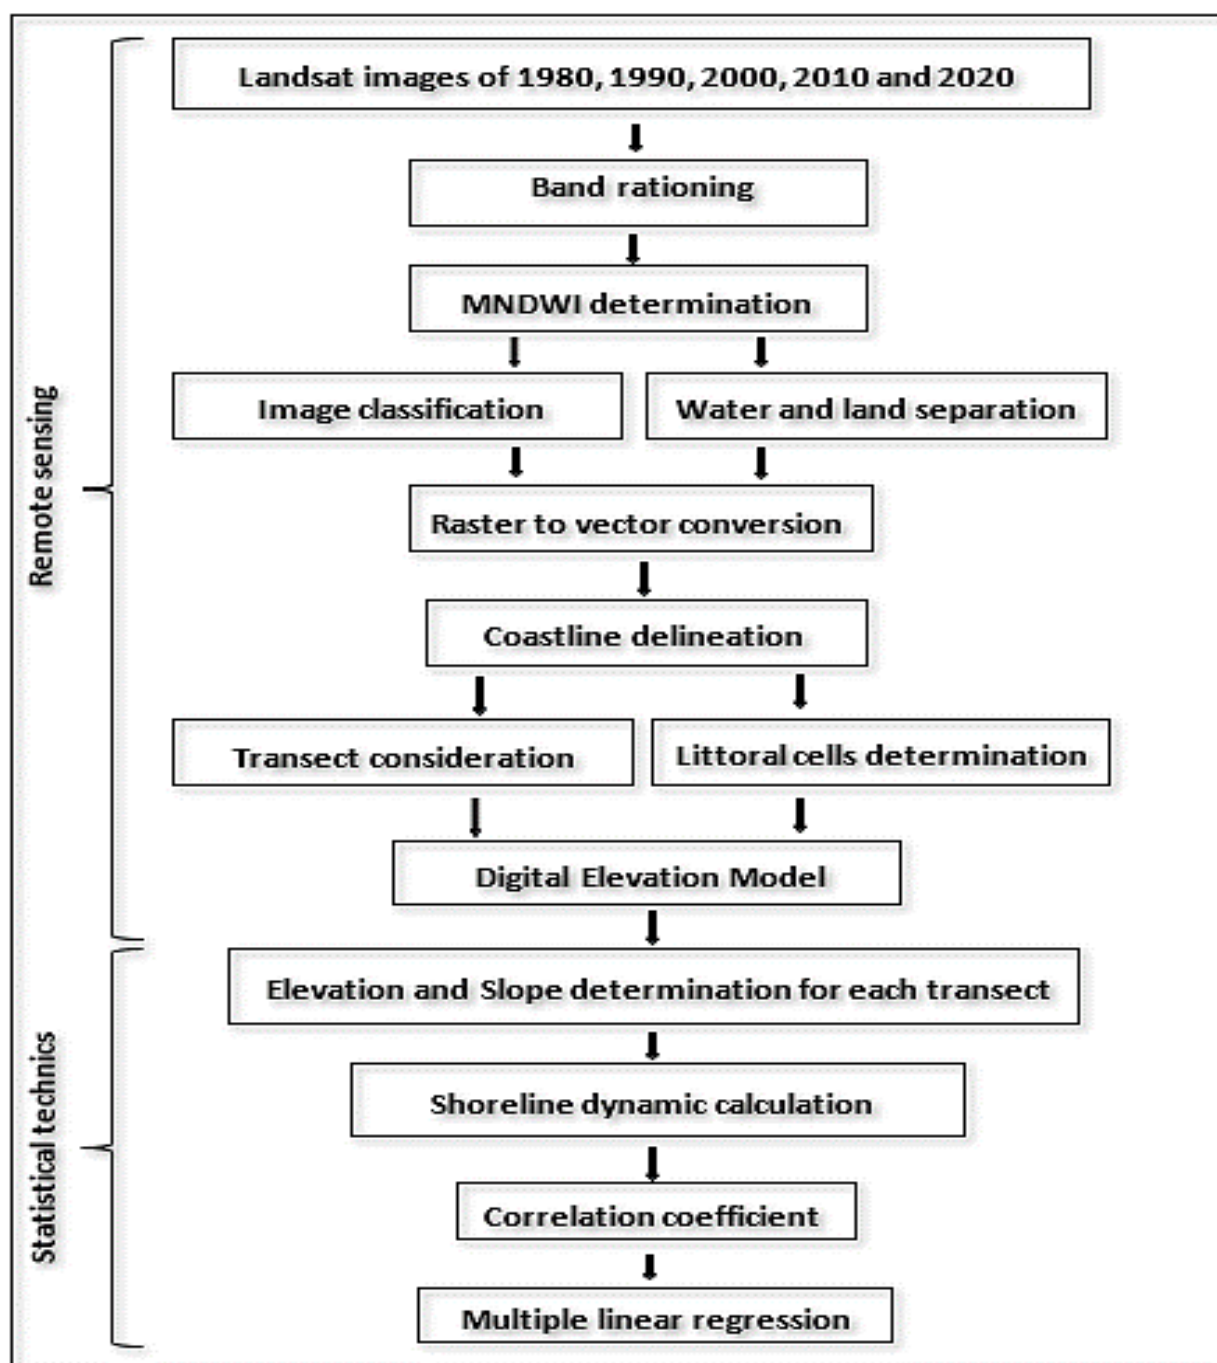 Landsat images of 1980, 1990, 2000, 2010 and 2020
Band rationing
MNDWI determination
Image classification
Water and land separation
Raster to vector conversion
Coastline delineation
Transect consideration
Littoral cells determination
Digital Elevation Model
Remote sensing
Elevation and Slope determination for each transect
Shoreline dynamic calculation
Correlation coefficient
Multiple linear regression
Statistical technics